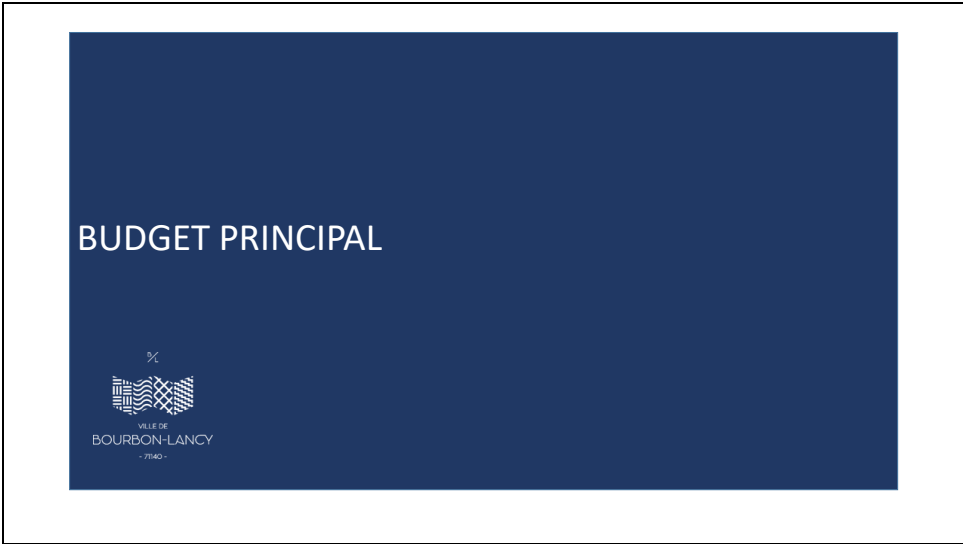 BUDGET PRINCIPAL
B/L
VILLE DE
BOURBON-LANCY
- 71140 -